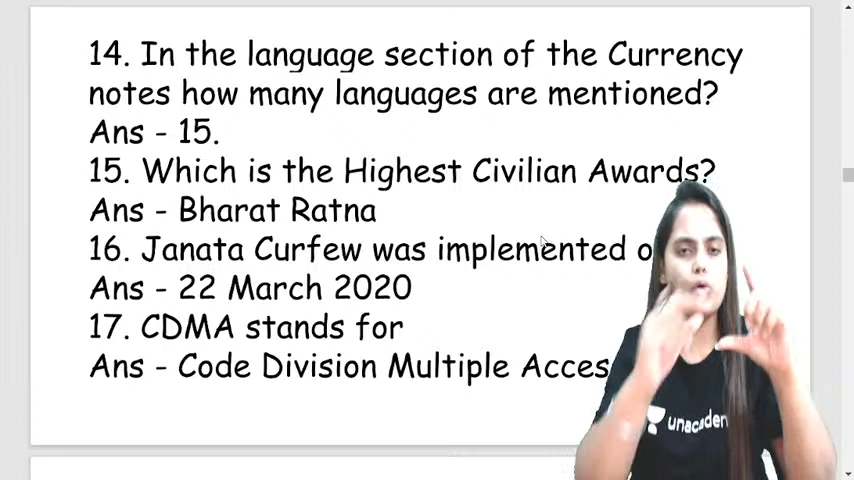 14. In the language section of the Currency
notes how many languages are mentioned?
Ans - 15.
15. Which is the Highest Civilian Awards?
Ans - Bharat Ratna
16. Janata Curfew was implemented
Ans - 22 March 2020
17. CDMA stands for
Ans - Code Division Multiple Acces